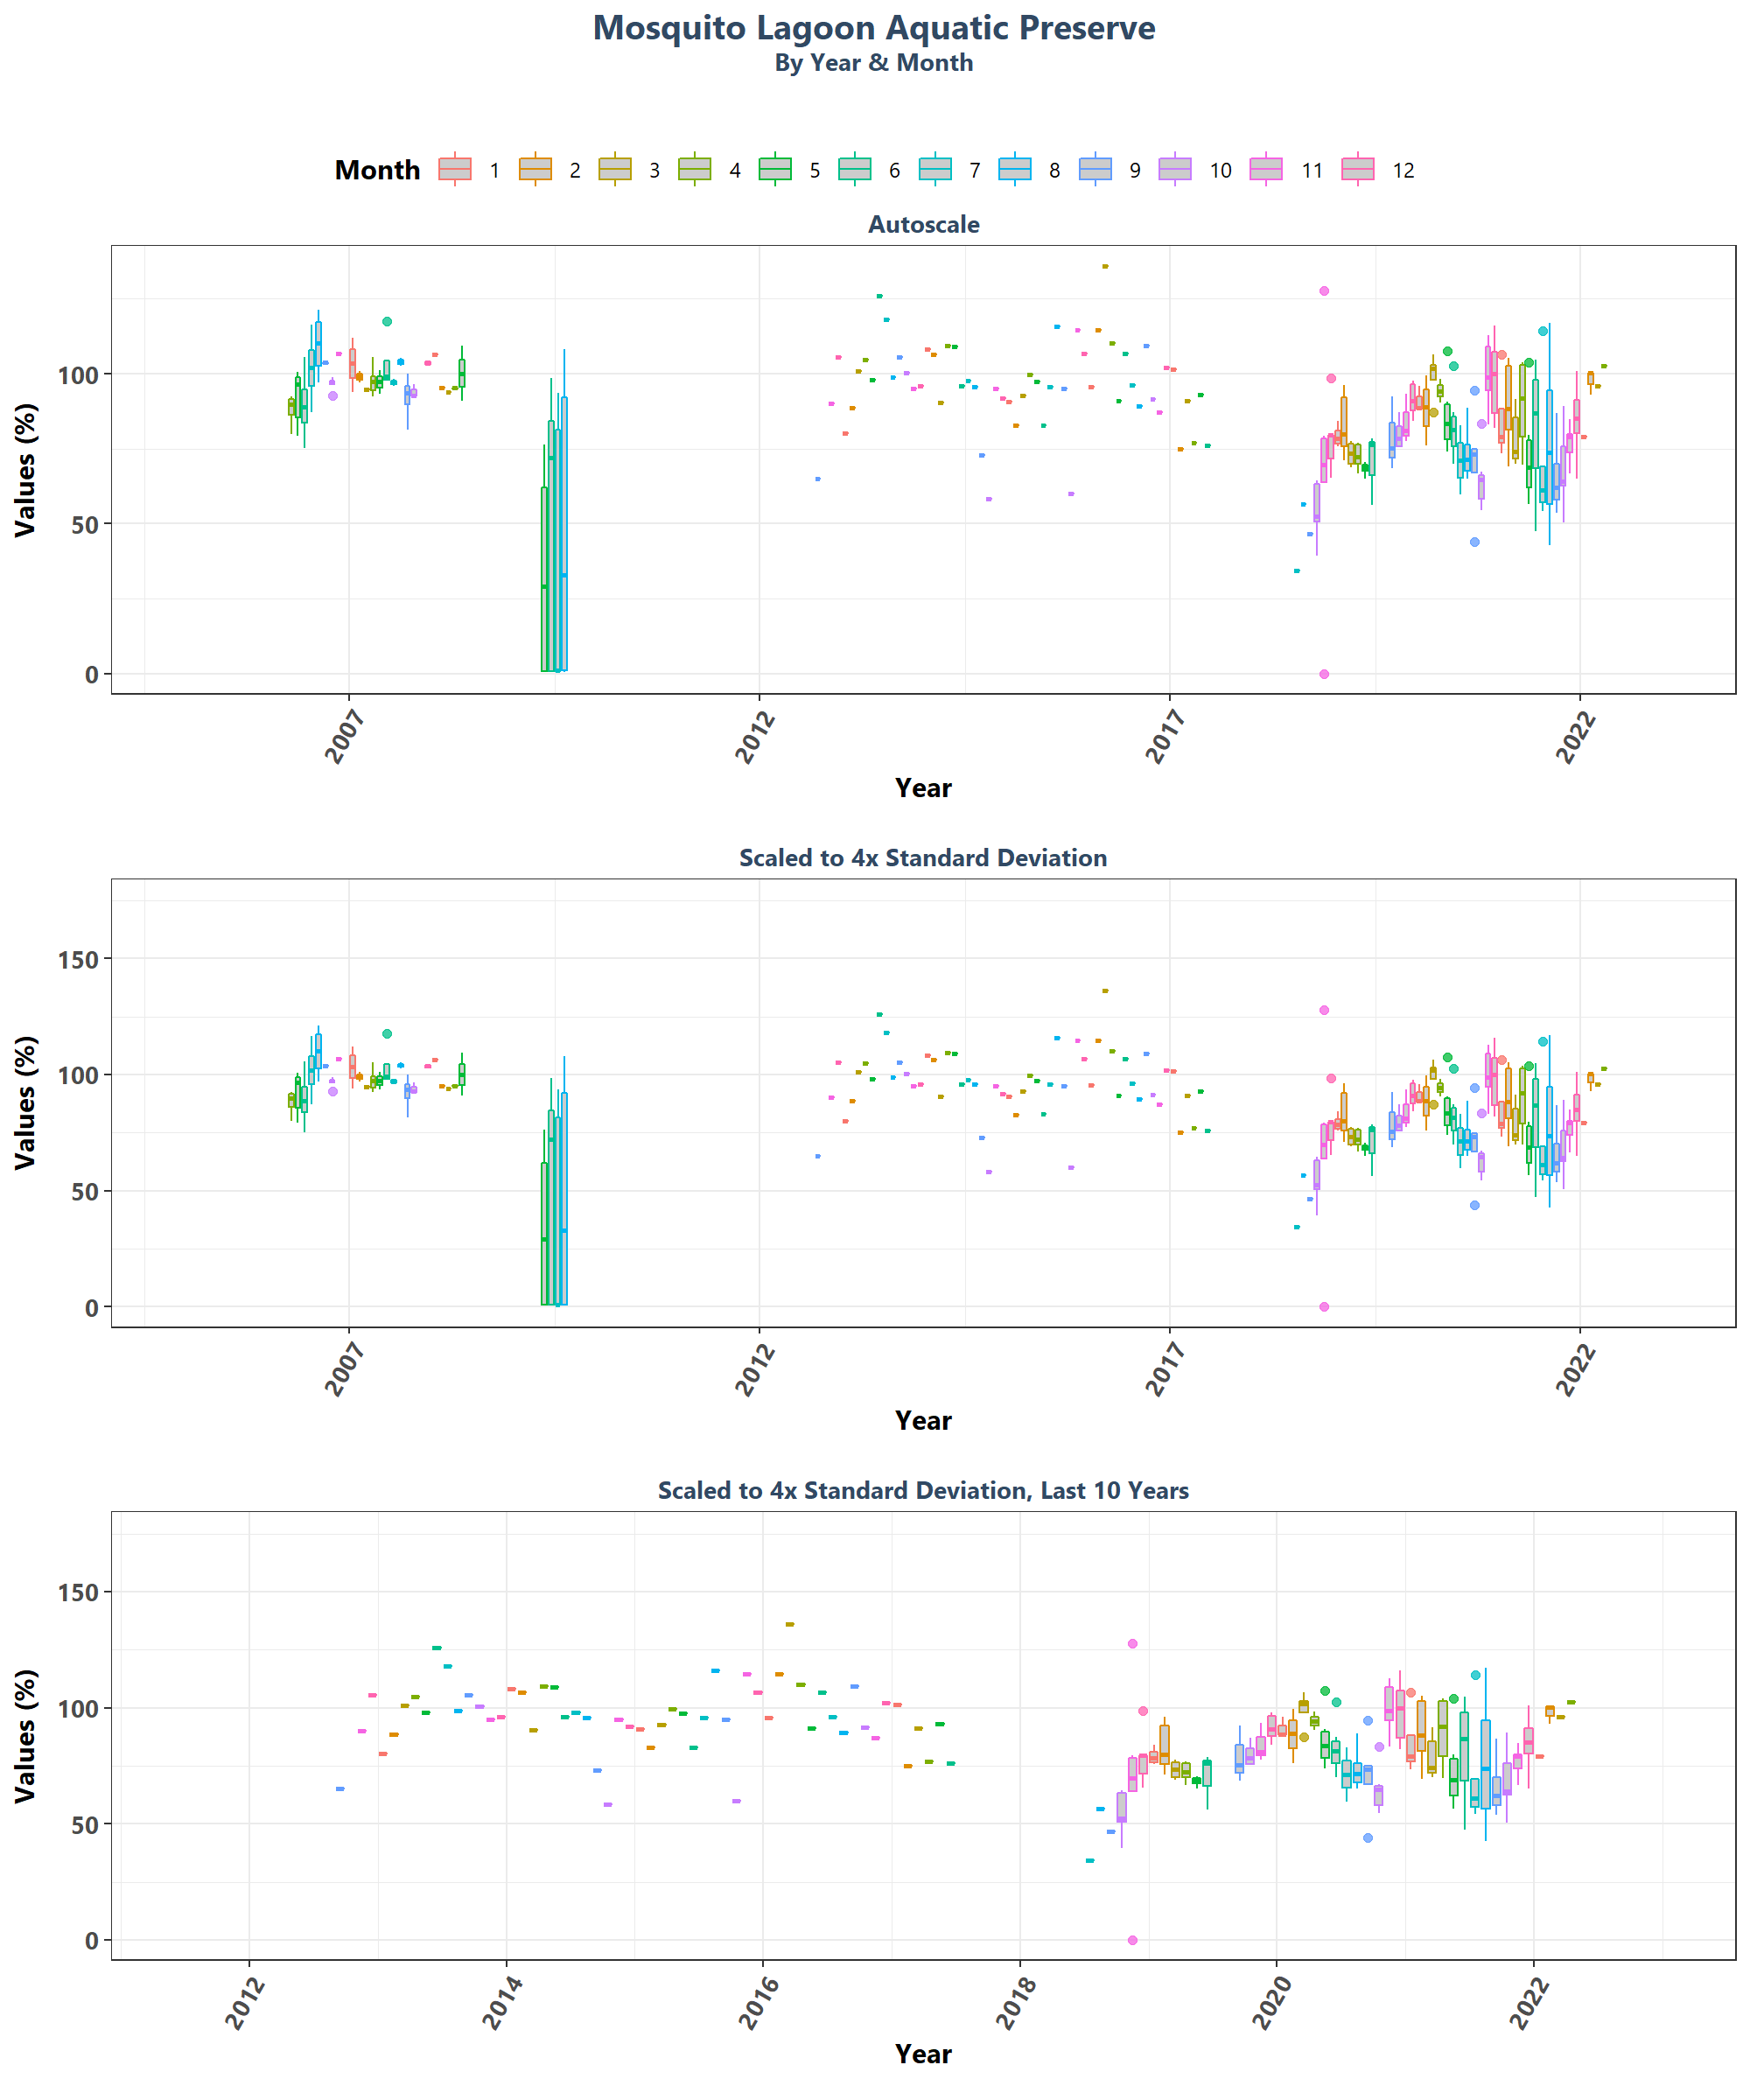 Mosquito Lagoon Aquatic Preserve
By Year & Month
Month 1 2 3 4 5 6 7 8 9 10 11 12
Autoscale
Values (%)
100
50
0
2007 2012 2017 2022
Year
Scaled to 4x Standard Deviation
Values (%)
150
100
50
0
2007 2012 2017 2022
Year
Scaled to 4x Standard Deviation, Last 10 Years
Values (%)
150
100
50
0
2012 2014 2016 2018 2020 2022
Year